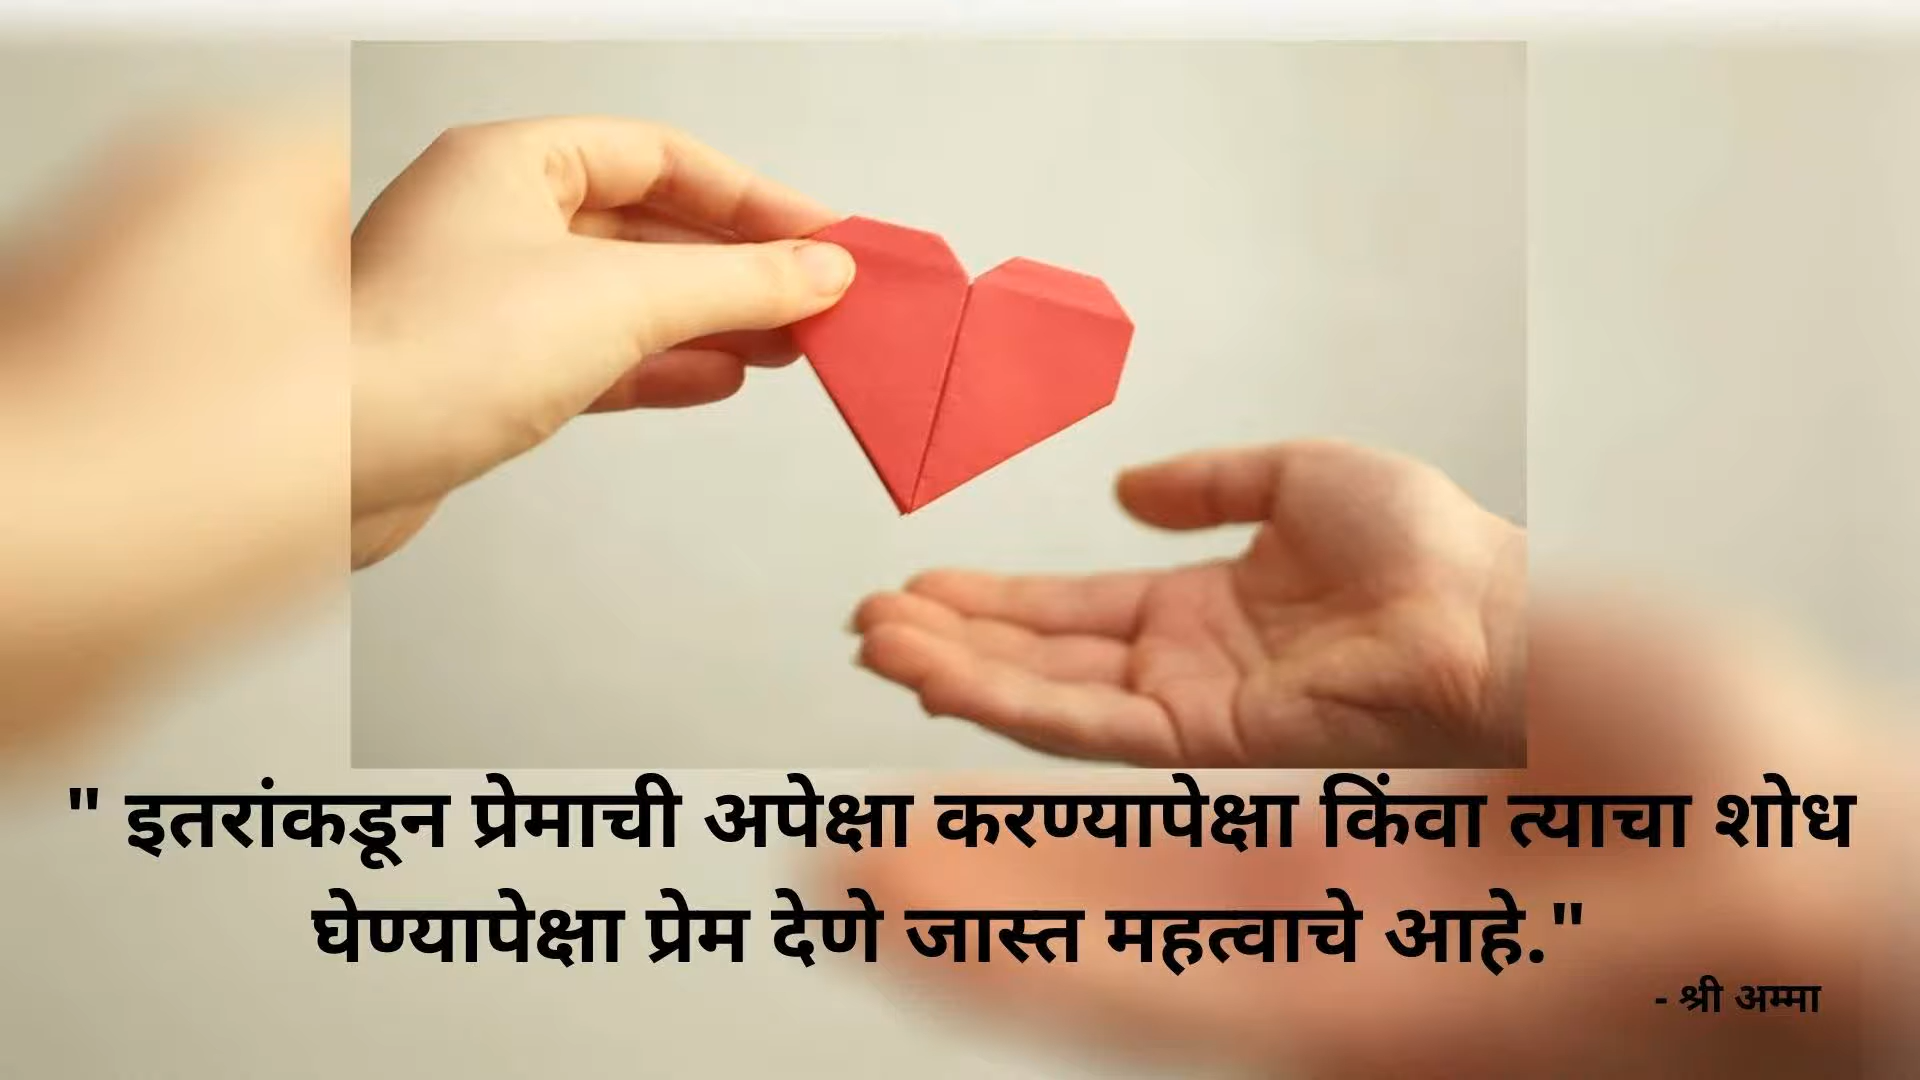 " इतरांकडून प्रेमाची अपेक्षा करण्यापेक्षा किंवा त्याचा शोध
घेण्यापेक्षा प्रेम देणे जास्त महत्वाचे आहे."
- श्री अम्मा